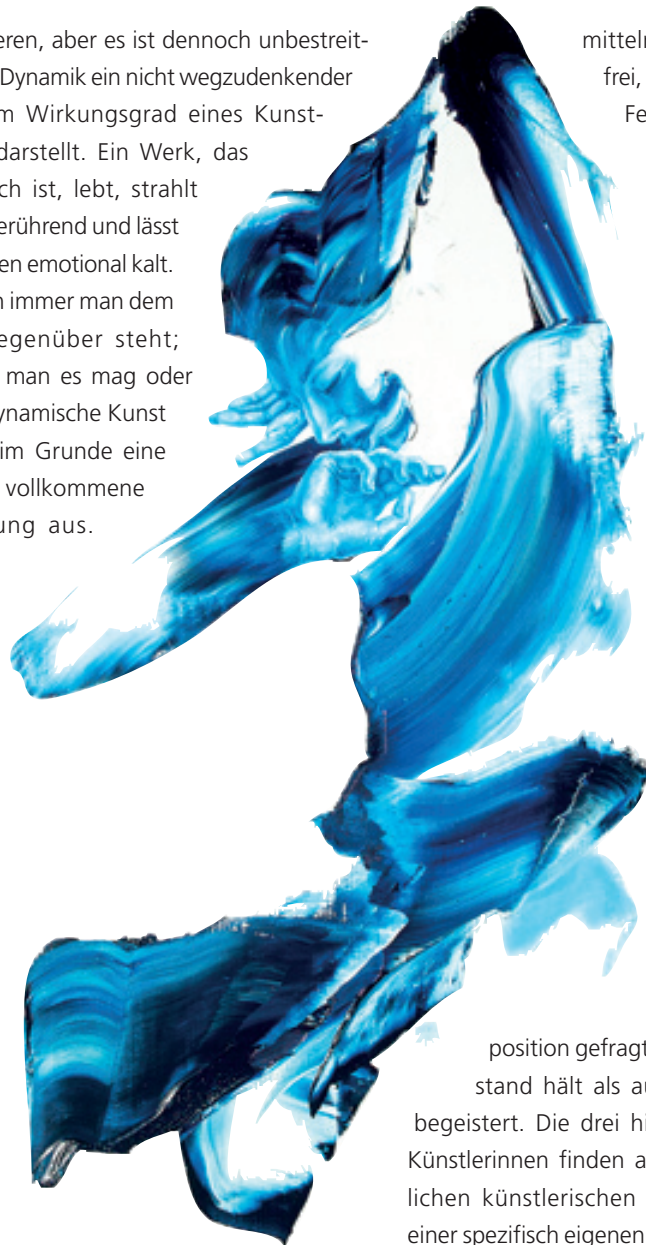 eren, aber es ist dennoch unbestreit-
Dynamik ein nicht wegzudenkender
m Wirkungsgrad eines Kunst-
darstellt. Ein Werk, das
ch ist, lebt, strahlt
erührend und lässt
en emotional kalt.
n immer man dem
egenüber steht;
man es mag oder
ynamische Kunst
im Grunde eine
vollkommene
ung aus.
mitteln
frei,
Fe
position gefragt
stand hält als au
begeistert. Die drei hi
Künstlerinnen finden a
lichen künstlerischen
einer spezifisch eigenen